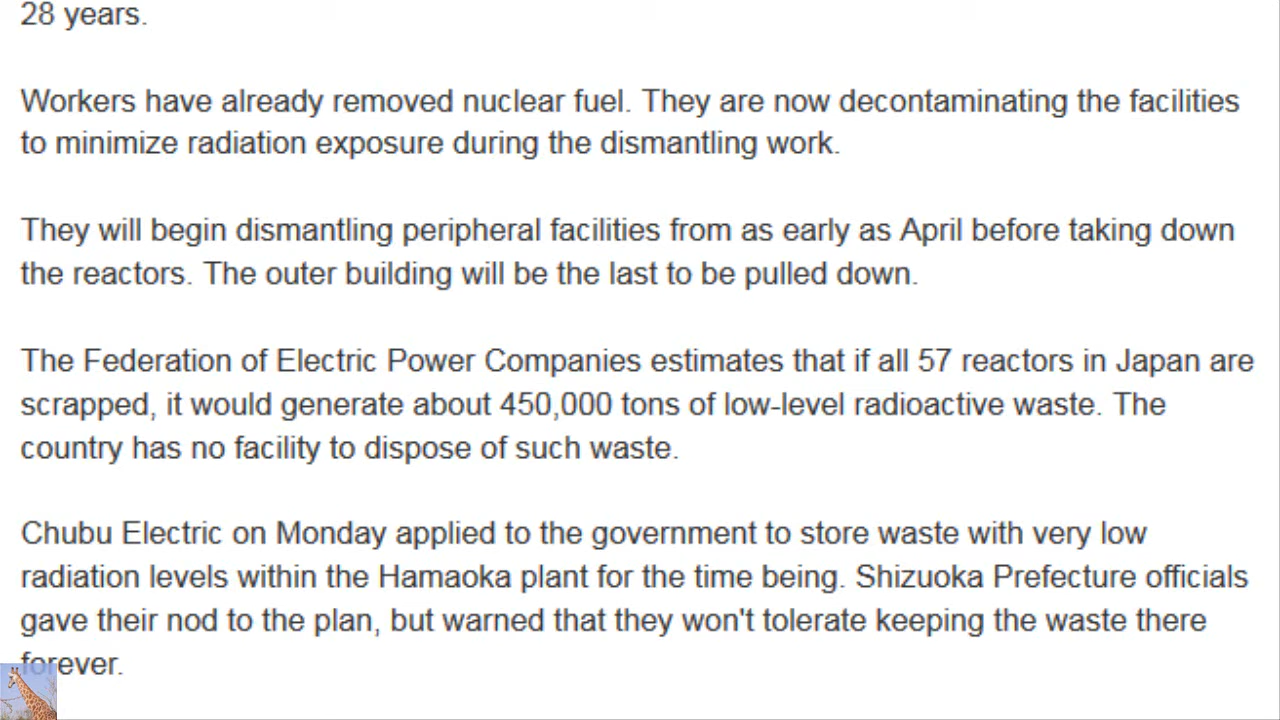 28 years.
Workers have already removed nuclear fuel. They are now decontaminating the facilities
to minimize radiation exposure during the dismantling work.
They will begin dismantling peripheral facilities from as early as April before taking down
the reactors. The outer building will be the last to be pulled down.
The Federation of Electric Power Companies estimates that if all 57 reactors in Japan are
scrapped, it would generate about 450,000 tons of low-level radioactive waste. The
country has no facility to dispose of such waste.
Chubu Electric on Monday applied to the government to store waste with very low
radiation levels within the Hamaoka plant for the time being. Shizuoka Prefecture officials
gave their nod to the plan, but warned that they won't tolerate keeping the waste there
forever.